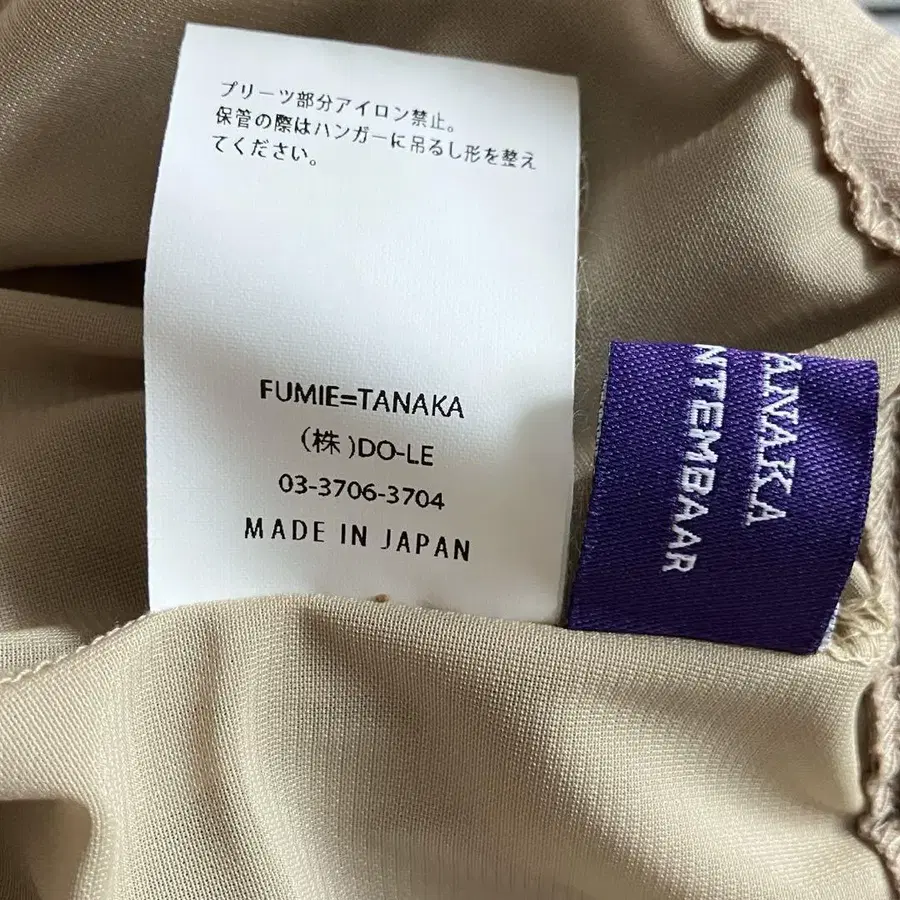 プリーツ部分アイロン禁止。
保管の際はハンガーに吊るし形を整え
てください。
FUMIE=TANAKA
(株)DO-LE
03-3706-3704
MADE IN JAPAN
ANAKA
NTEMBAAR